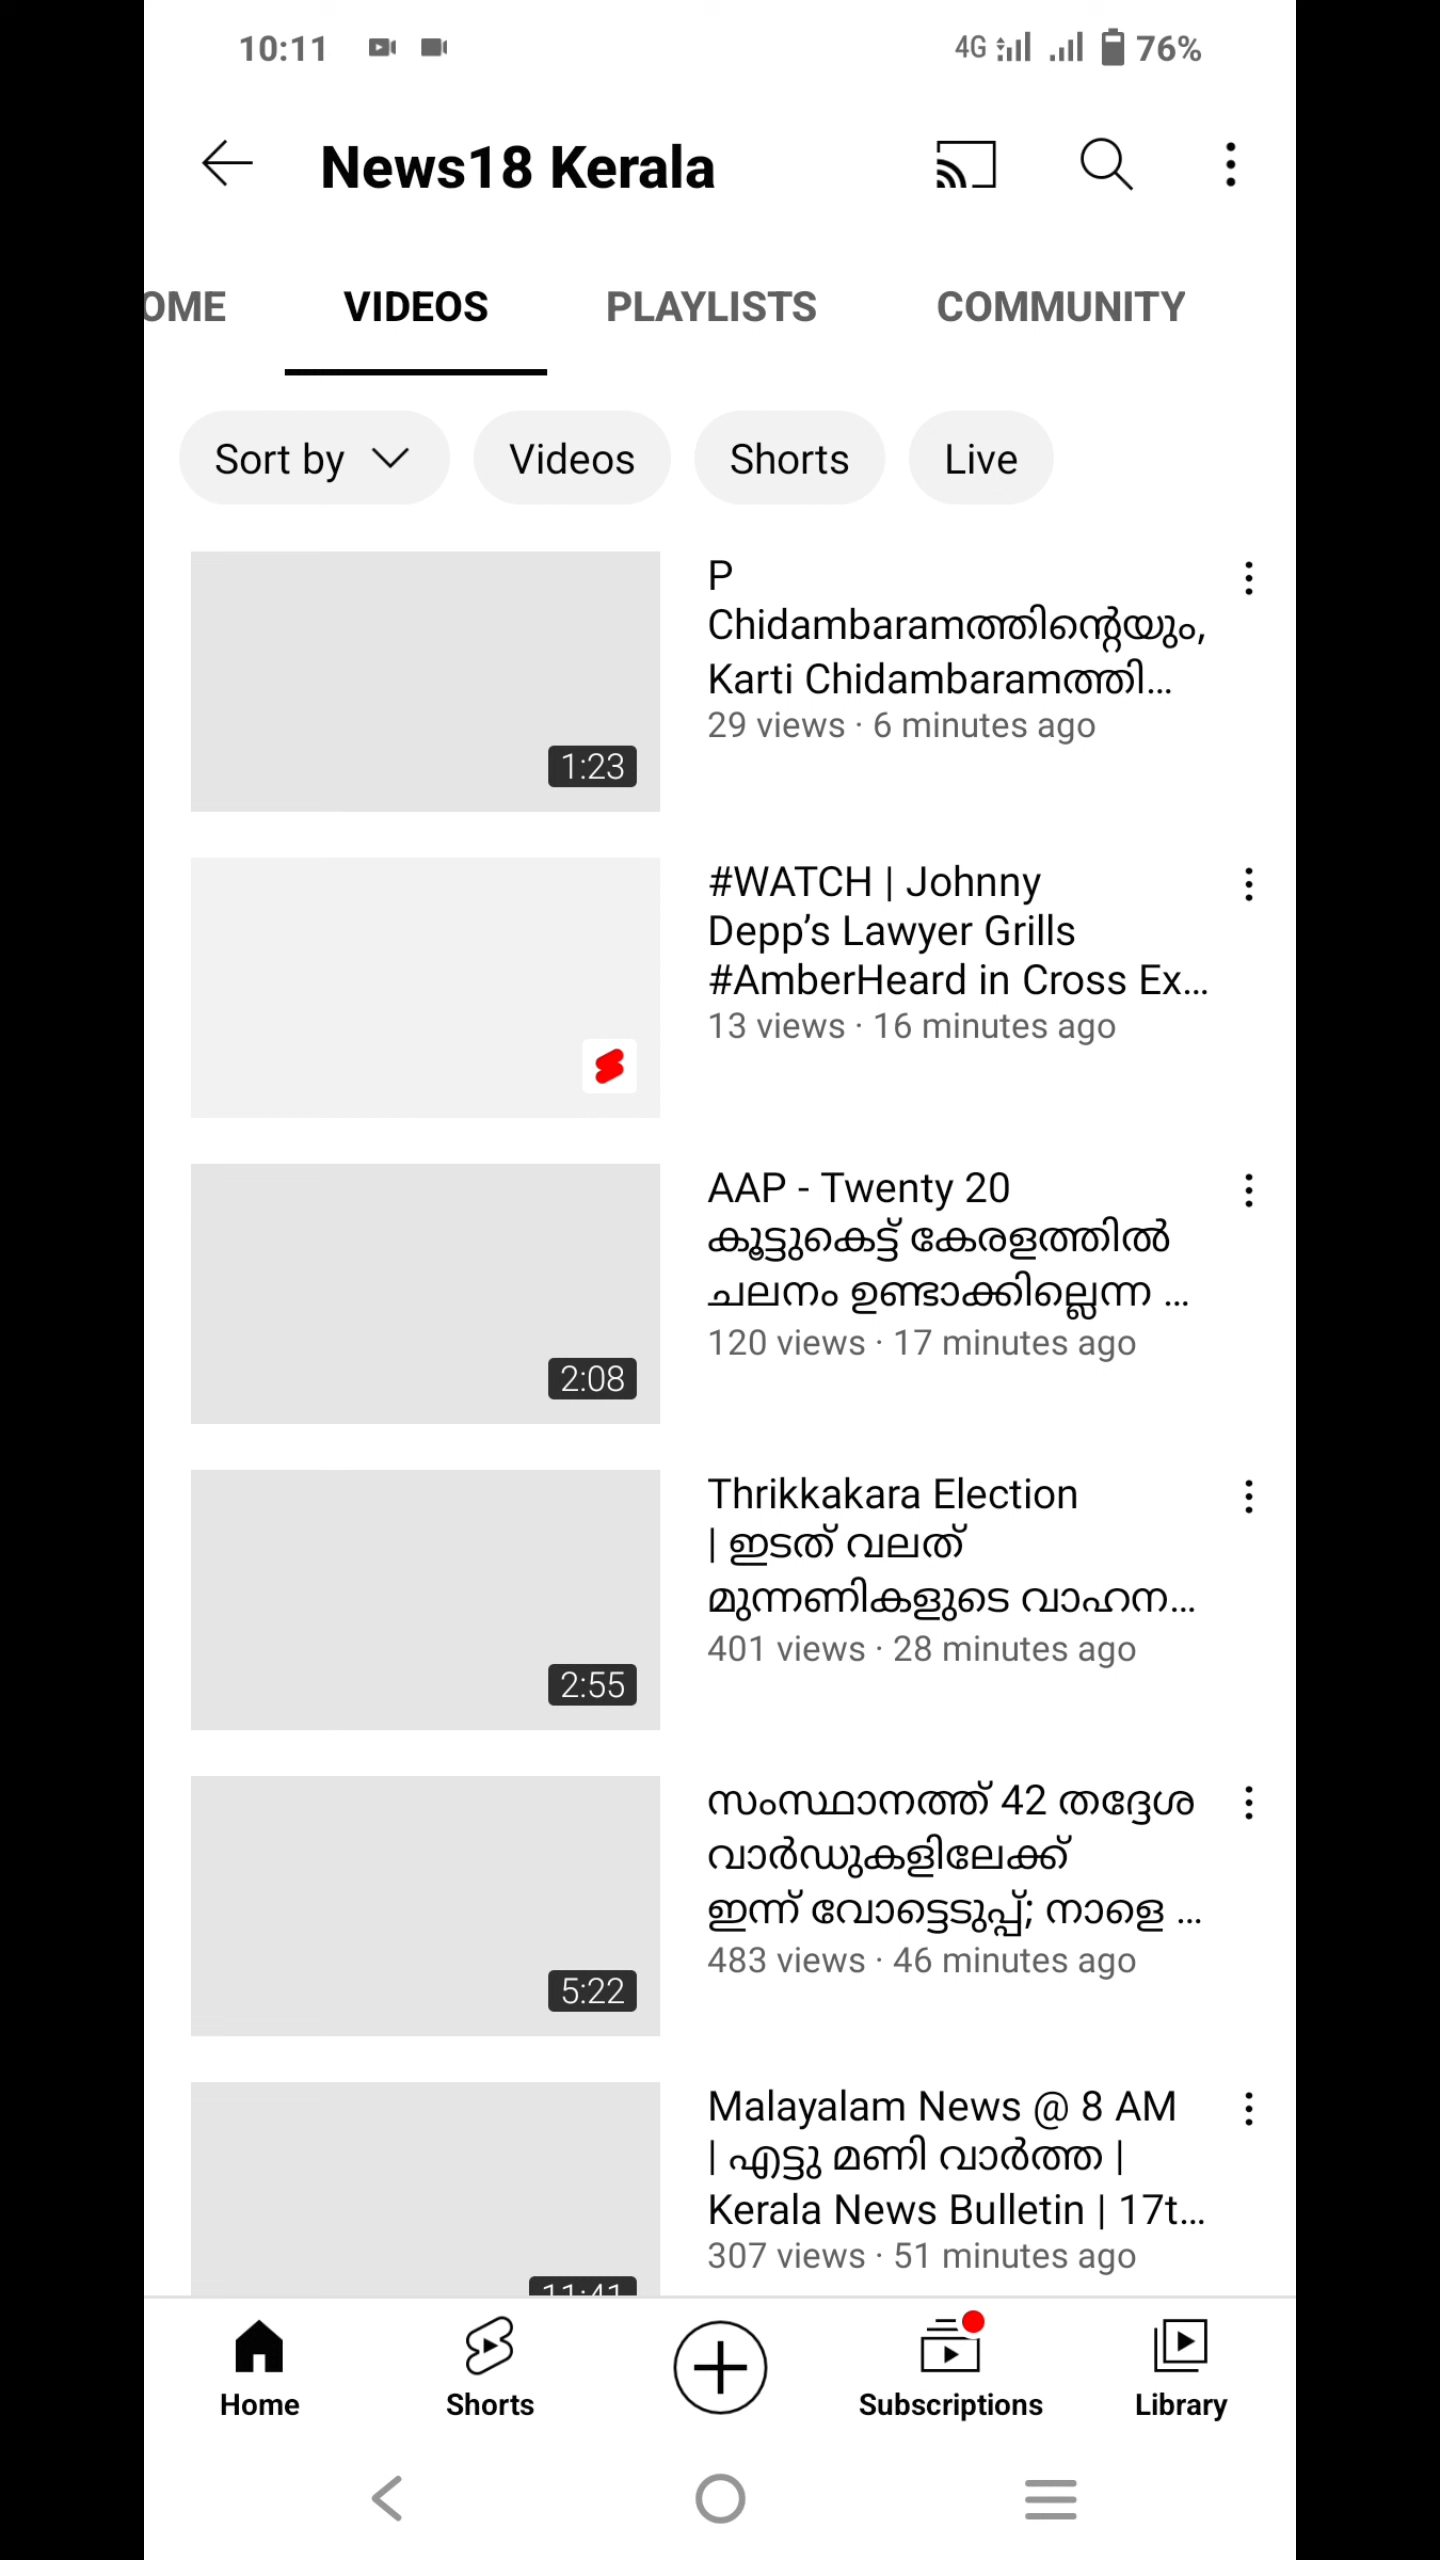 10:11
4G 76%
News18 Kerala
OME VIDEOS PLAYLISTS COMMUNITY
Sort by Videos Shorts Live
P
Chidambaramത്തിന്റെയും,
Karti Chidambaramത്തി...
29 views · 6 minutes ago
1:23
#WATCH | Johnny
Depp’s Lawyer Grills
#AmberHeard in Cross Ex...
13 views · 16 minutes ago
AAP - Twenty 20
കൂട്ടുകെട്ട് കേരളത്തിൽ
ചലനം ഉണ്ടാക്കില്ലെന്ന ...
120 views · 17 minutes ago
2:08
Thrikkakara Election
| ഇടത് വലത്
മുന്നണികളുടെ വാഹന...
401 views · 28 minutes ago
2:55
സംസ്ഥാനത്ത് 42 തദ്ദേശ
വാർഡുകളിലേക്ക്
ഇന്ന് വോട്ടെടുപ്പ്; നാളെ ...
483 views · 46 minutes ago
5:22
Malayalam News @ 8 AM
| എട്ടു മണി വാർത്ത |
Kerala News Bulletin | 17t...
307 views · 51 minutes ago
11:41
Home Shorts Subscriptions Library